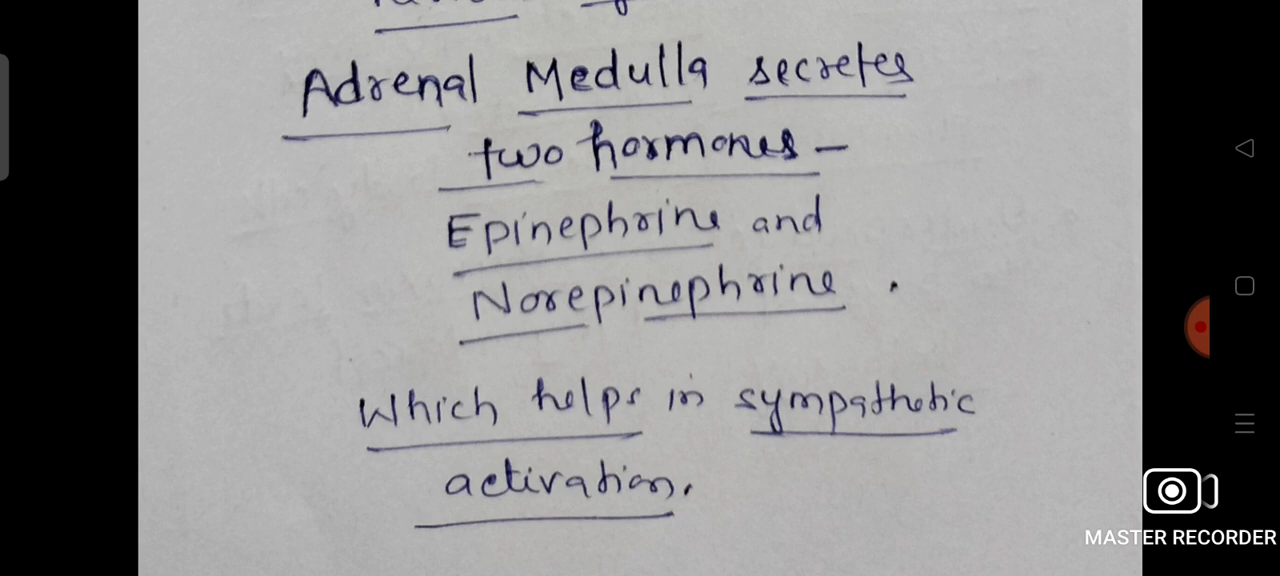 Adrenal Medulla secretes
two hormones –
Epinephrine and
Norepinephrine .
Which helps in sympathetic
activation.
MASTER RECORDER